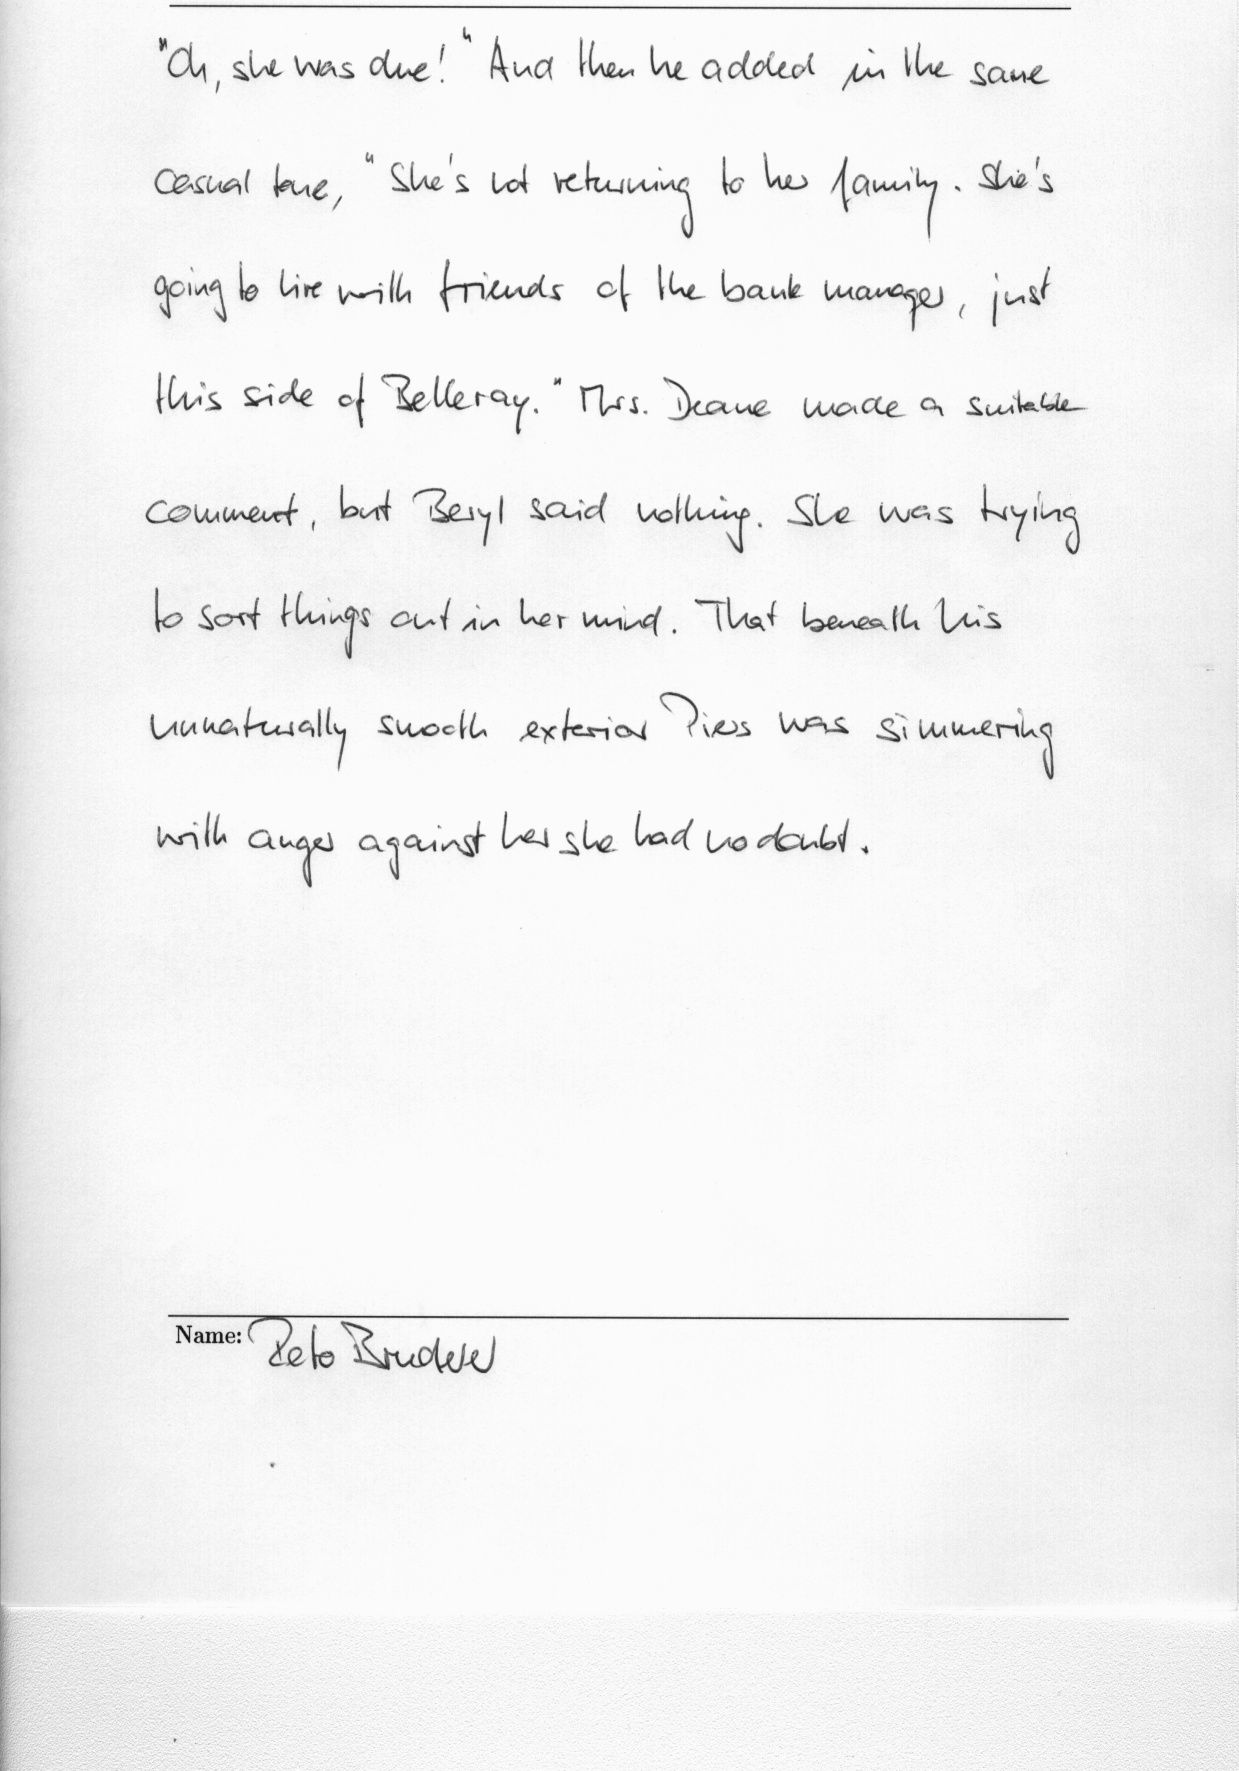 "Oh, she was due!" And then he added in the same
casual tone, "She's not returning to her family. She's
going to live with friends of the bank manager, just
this side of Belleray." Mrs. Deane made a suitable
comment, but Beryl said nothing. She was trying
to sort things out in her mind. That beneath his
unnaturally smooth exterior Piers was simmering
with anger against her she had no doubt.
Name: Reto Bruderer